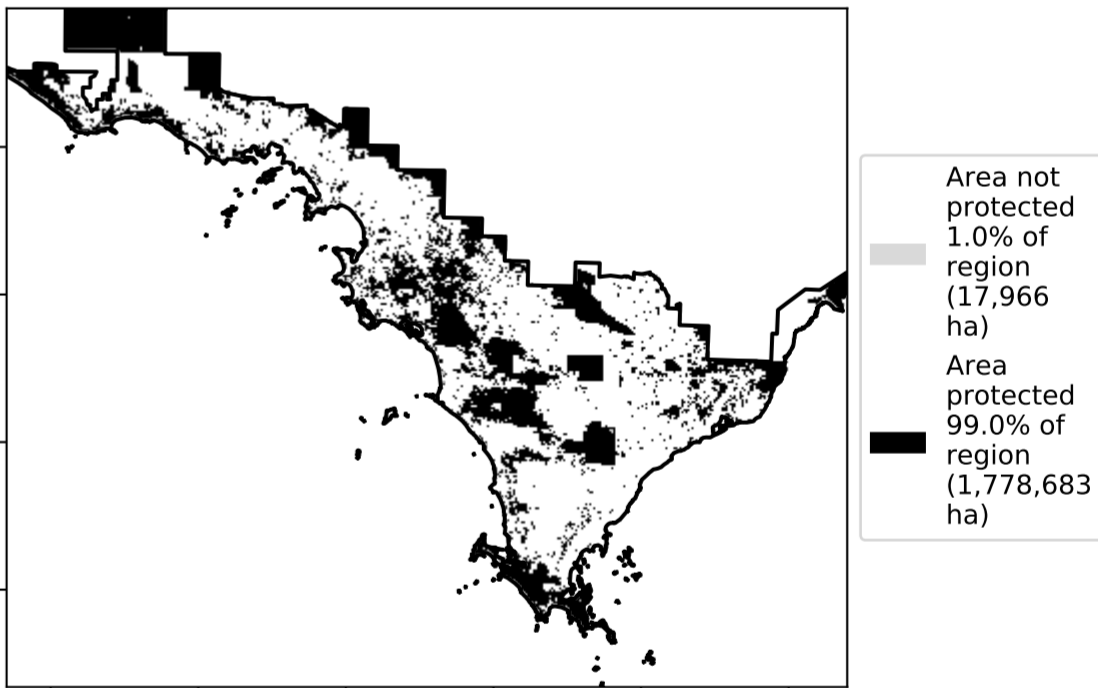 Area not
protected
1.0% of
region
(17,966
ha)
Area
protected
99.0% of
region
(1,778,683
ha)